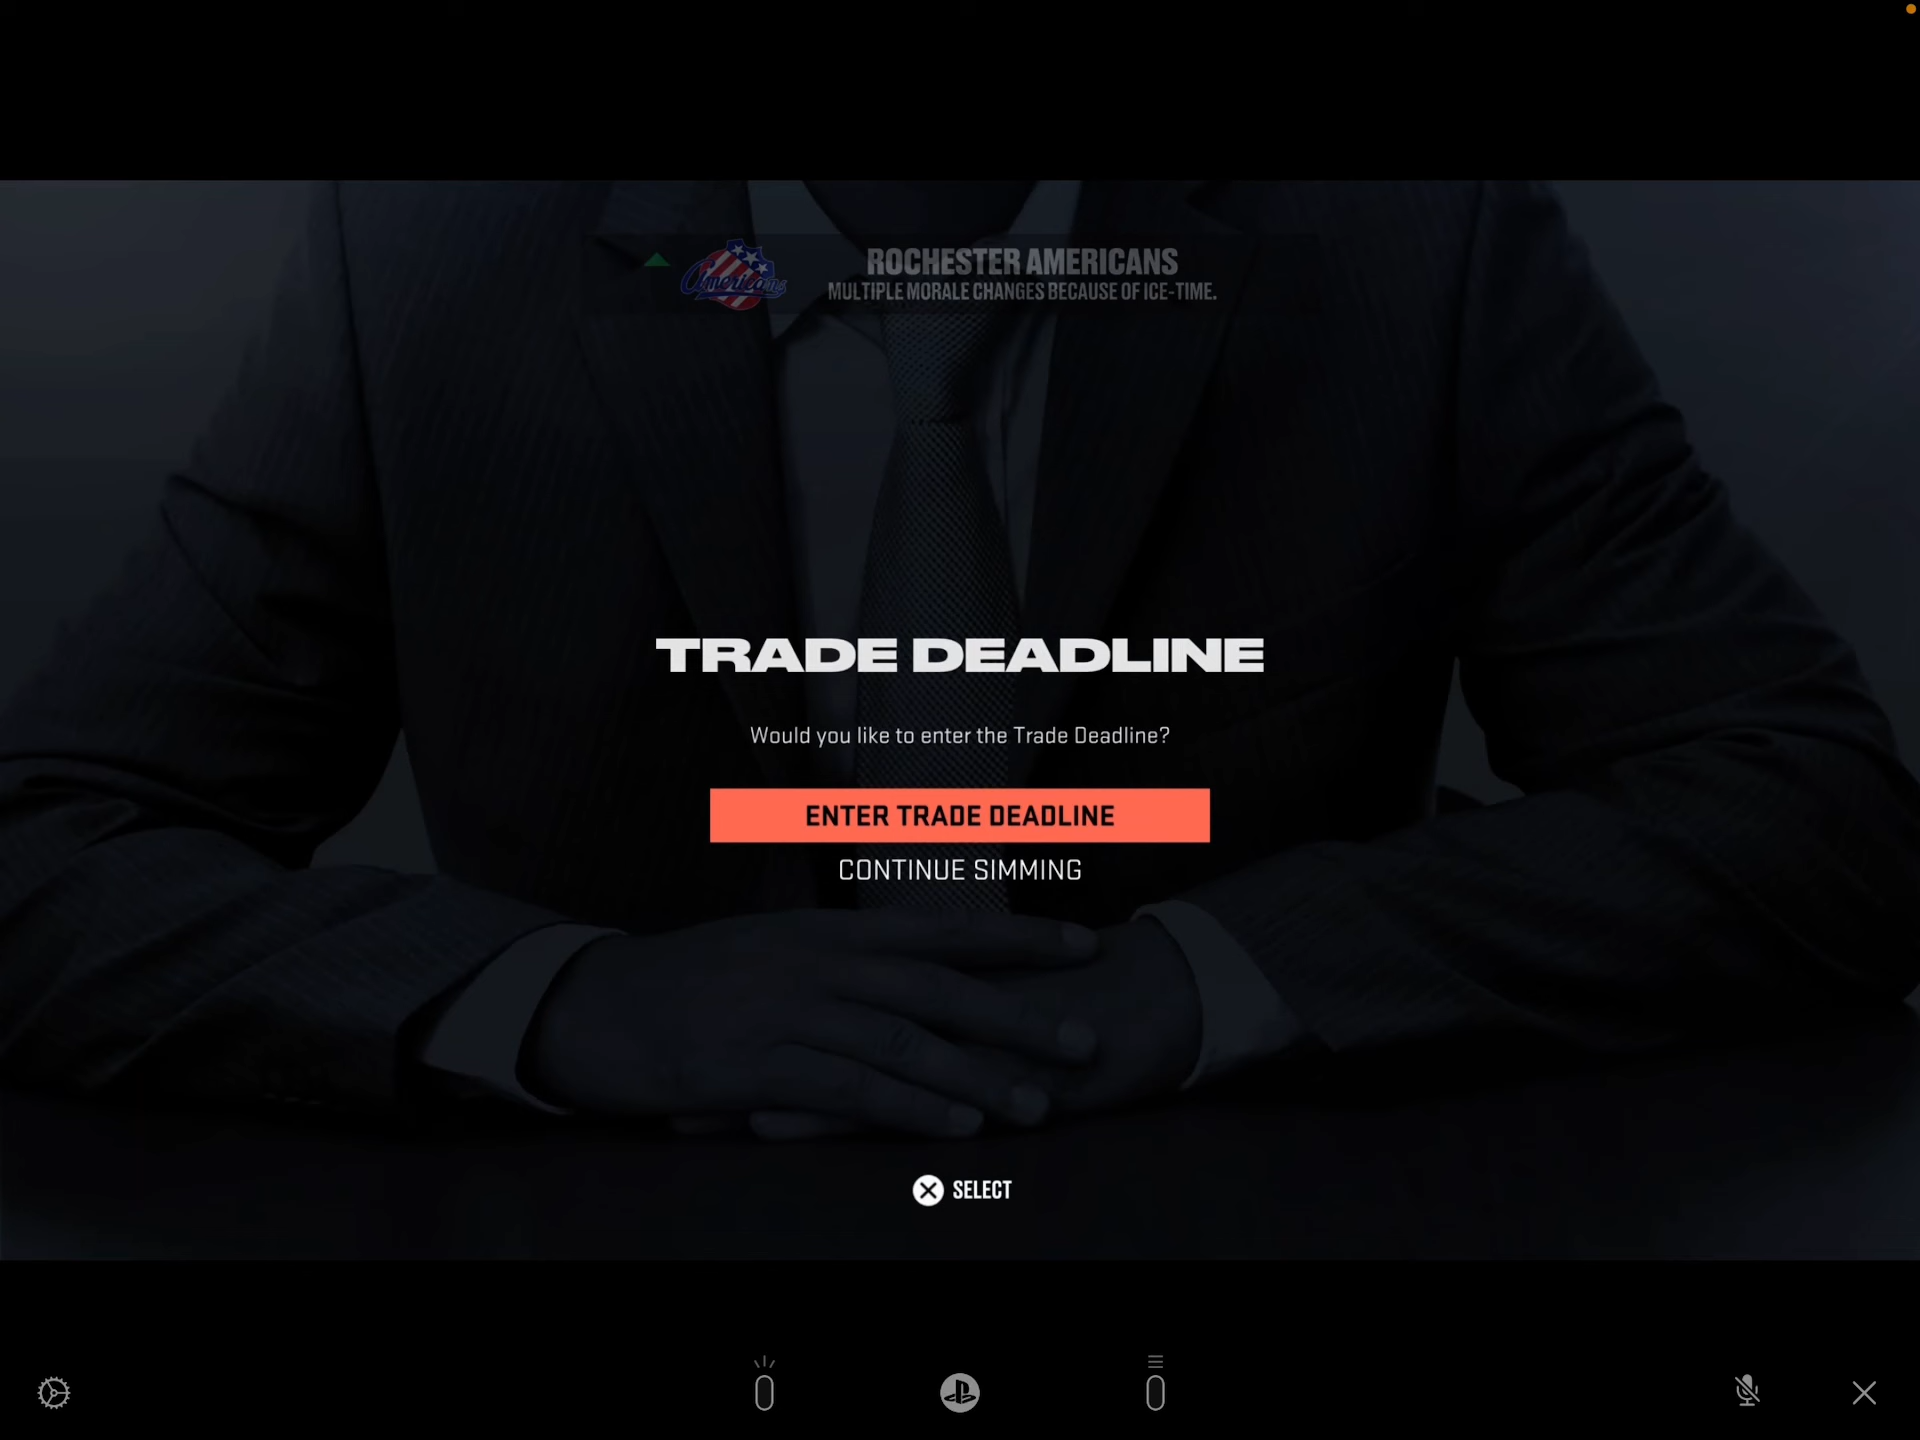 Americans
ROCHESTER AMERICANS
MULTIPLE MORALE CHANGES BECAUSE OF ICE-TIME.
TRADE DEADLINE
Would you like to enter the Trade Deadline?
ENTER TRADE DEADLINE
CONTINUE SIMMING
SELECT